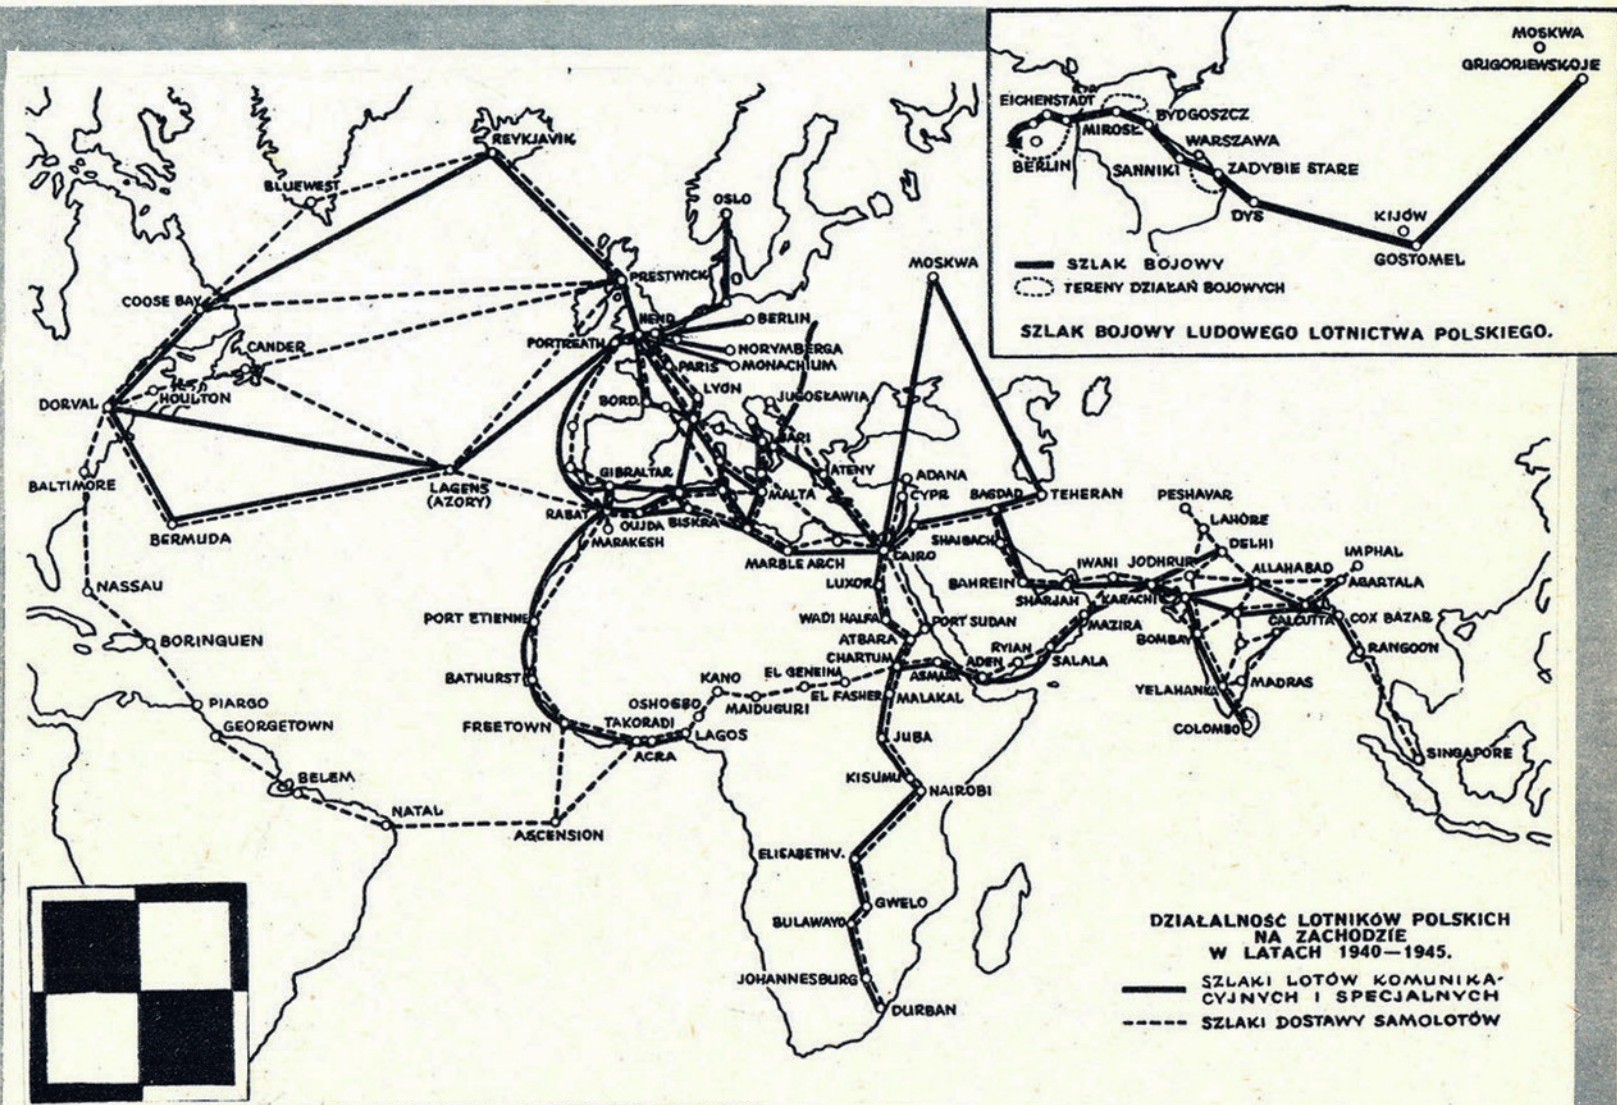 MOSKWA
GRIGORIEWSKOJE
EICHENSTADT
BYDGOSZCZ
MIROSŁ.
WARSZAWA
BERLIN
SANNIKI
ZADYBIE STARE
DYS
KIJÓW
GOSTOMEL
SZLAK BOJOWY
TERENY DZIAŁAŃ BOJOWYCH
SZLAK BOJOWY LUDOWEGO LOTNICTWA POLSKIEGO.
REYKJAVIK
BLUEWEST
OSLO
MOSKWA
PRESTWICK
COOSE BAY
HEND.
BERLIN
PORTREATH
CANDER
NORYMBERGA
PARIS
MONACHIUM
LYON
HOULTON
DORVAL
BORD.
JUGOSŁAWIA
BARI
GIBRALTAR
ATENY
ADANA
BALTIMORE
LAGENS
(AZORY)
MALTA
CYPR
BAGDAD
TEHERAN
PESHAVAR
RABAT
OUJDA
BISKRA
LAHORE
BERMUDA
MARAKESH
SHAIBACH
DELHI
MARBLE ARCH
CAIRO
IMPHAL
IWANI
JODHRUR
ALLAHABAD
NASSAU
LUXOR
BAHREIN
AGARTALA
SHARJAH
KARACHI
PORT ETIENNE
WADI HALFA
PORT SUDAN
MAZIRA
CALCUTTA
COX BAZAR
BORINGUEN
ATBARA
BOMBAY
RANGOON
RYIAN
CHARTUM
ADEN
SALALA
BATHURST
KANO
EL GENEINA
ASMARA
YELAHANKA
MADRAS
PIARGO
OSHOGBO
MAIDUGURI
EL FASHER
MALAKAL
GEORGETOWN
FREETOWN
TAKORADI
LAGOS
COLOMBO
ACRA
JUBA
SINGAPORE
BELEM
KISUMU
NAIROBI
NATAL
ASCENSION
ELISABETHV.
GWELO
BULAWAYO
JOHANNESBURG
DURBAN
DZIAŁALNOŚĆ LOTNIKÓW POLSKICH
NA ZACHODZIE
W LATACH 1940—1945.
SZLAKI LOTÓW KOMUNIKA-
CYJNYCH I SPECJALNYCH
SZLAKI DOSTAWY SAMOLOTÓW